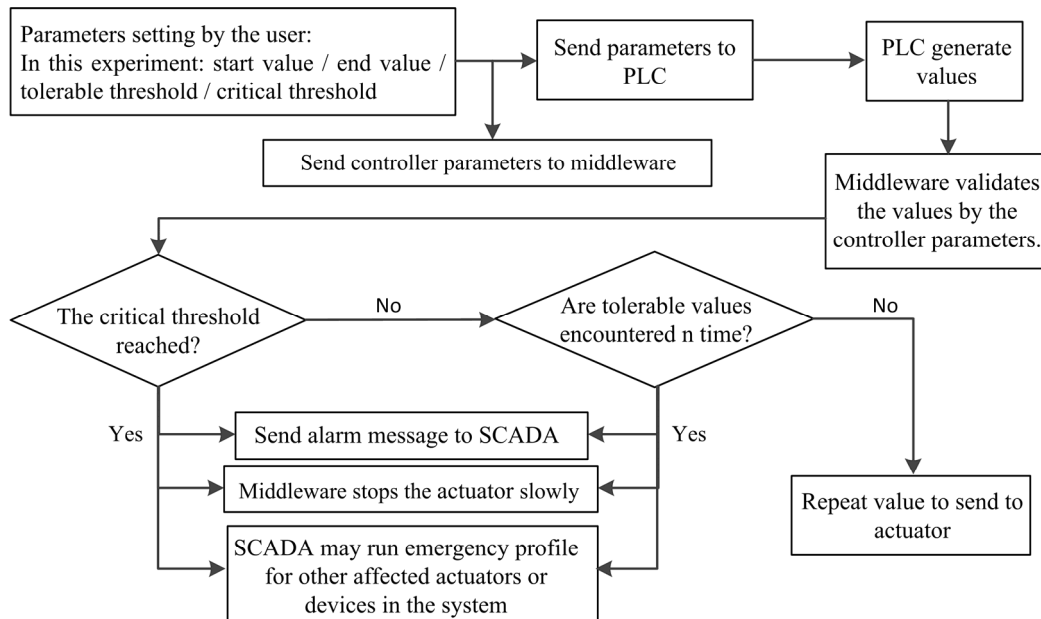 Parameters setting by the user:
In this experiment: start value / end value /
tolerable threshold / critical threshold
Send parameters to
PLC
PLC generate
values
Send controller parameters to middleware
Middleware validates
the values by the
controller parameters.
The critical threshold
reached?
No
Are tolerable values
encountered n time?
No
Yes
Send alarm message to SCADA
Yes
Middleware stops the actuator slowly
Repeat value to send to
actuator
SCADA may run emergency profile
for other affected actuators or
devices in the system